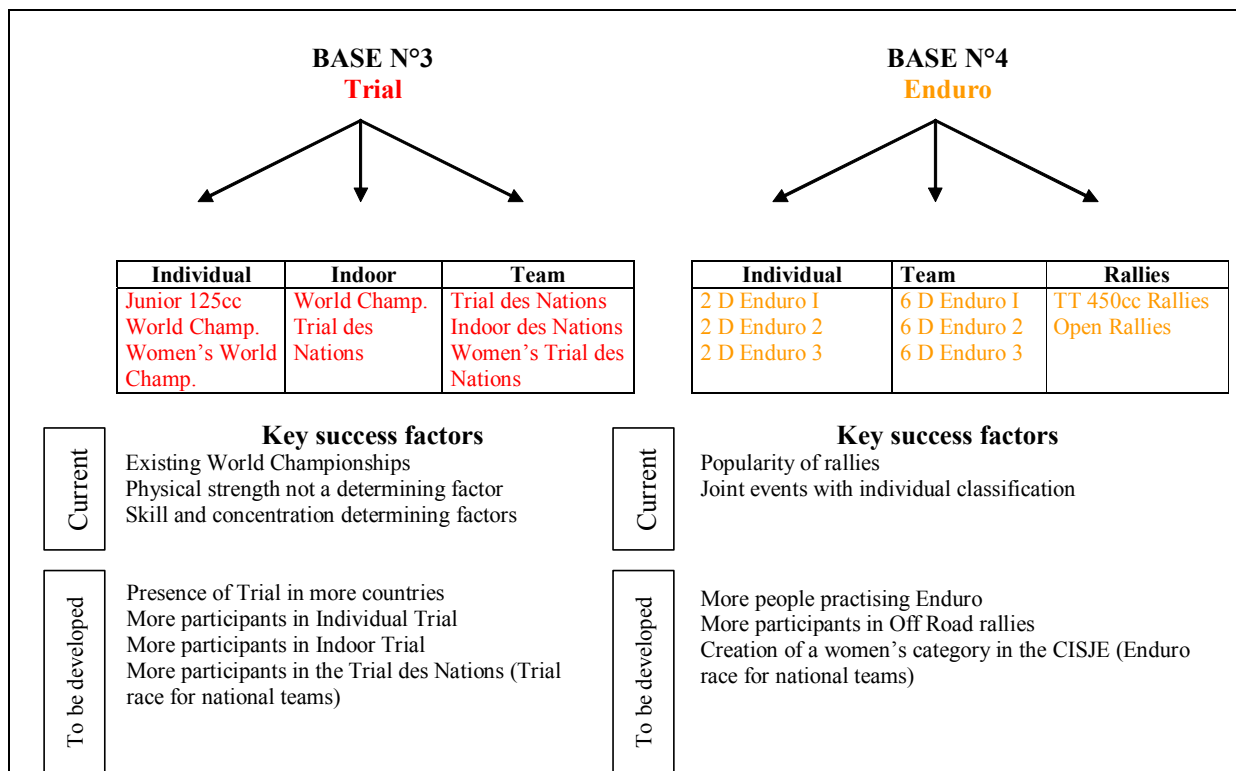 BASE N°3
Trial
Individual
Indoor
Team
Junior 125cc
World Champ.
Women's World
Champ.
World Champ.
Trial des
Nations
Trial des Nations
Indoor des Nations
Women's Trial des
Nations
Key success factors
Current
Existing World Championships
Physical strength not a determining factor
Skill and concentration determining factors
To be developed
Presence of Trial in more countries
More participants in Individual Trial
More participants in Indoor Trial
More participants in the Trial des Nations (Trial
race for national teams)
BASE N°4
Enduro
Individual
Team
Rallies
2 D Enduro I
2 D Enduro 2
2 D Enduro 3
6 D Enduro I
6 D Enduro 2
6 D Enduro 3
TT 450cc Rallies
Open Rallies
Key success factors
Current
Popularity of rallies
Joint events with individual classification
To be developed
More people practising Enduro
More participants in Off Road rallies
Creation of a women's category in the CISJE (Enduro
race for national teams)